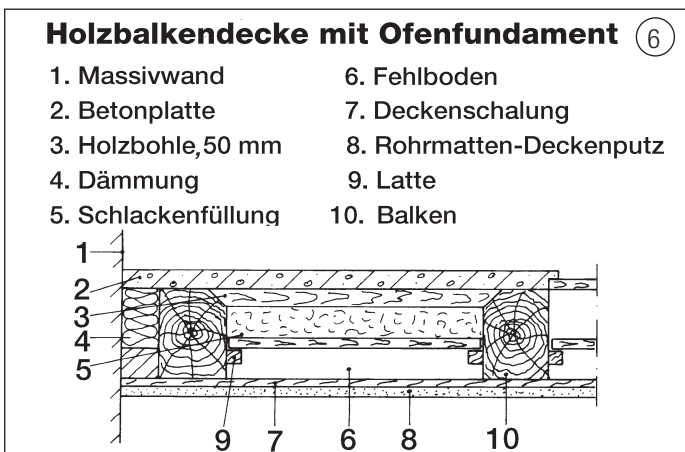 Holzbalkendecke mit Ofenfundament 6
1. Massivwand
2. Betonplatte
3. Holzbohle, 50 mm
4. Dämmung
5. Schlackenfüllung
6. Fehlboden
7. Deckenschalung
8. Rohrmatten-Deckenputz
9. Latte
10. Balken
1
2
3
4
5
9 7 6 8 10